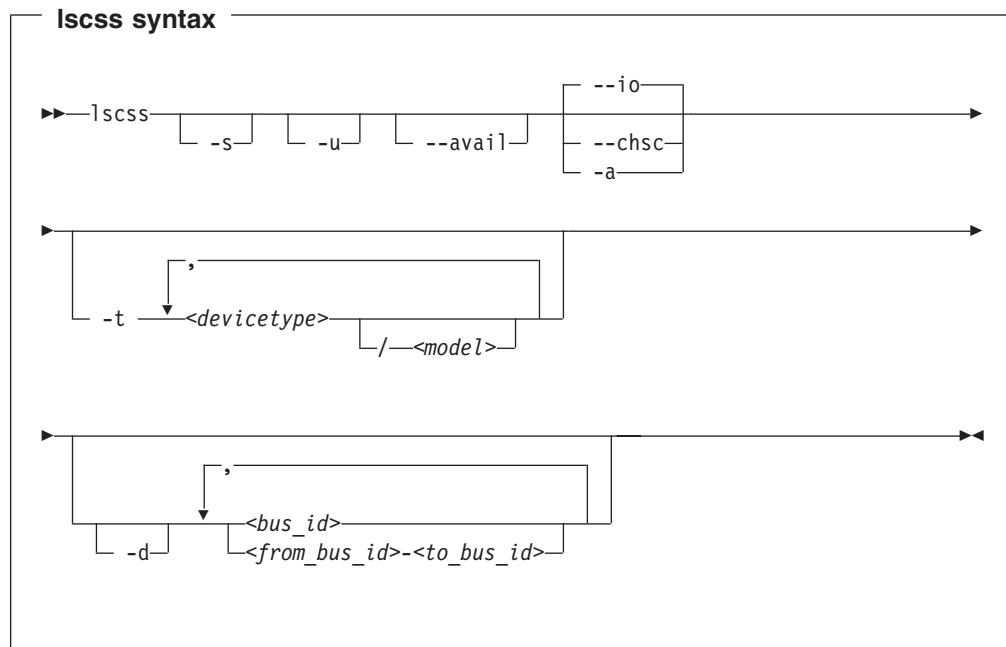 lscss syntax
--io
lscss -s -u --avail --chsc
-a
,
-t <devicetype>
/ <model>
,
<bus_id>
-d <from_bus_id>-<to_bus_id>